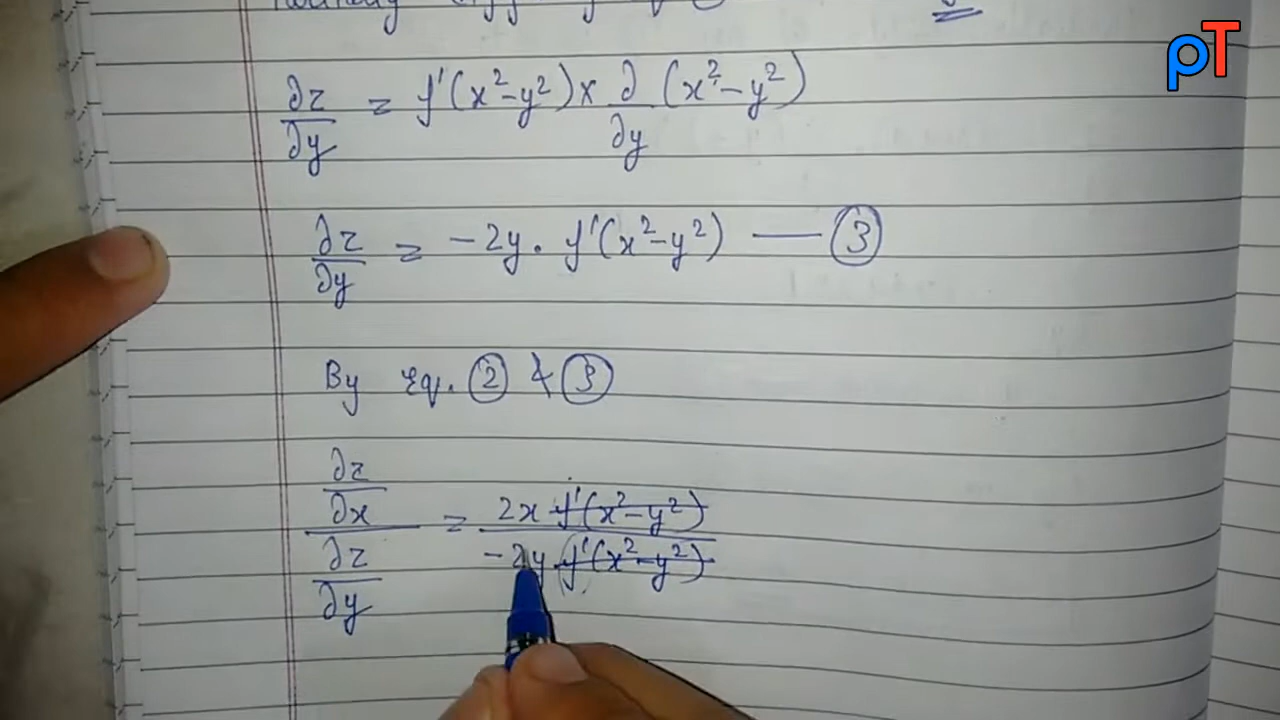 pT
∂z/∂y = f'(x²-y²) x ∂/∂y (x²-y²)
∂z/∂y = -2y. f'(x²-y²) — ③
By Eq. ② & ③
∂z/∂x / ∂z/∂y = 2x f'(x²-y²) / -2y f'(x²-y²)